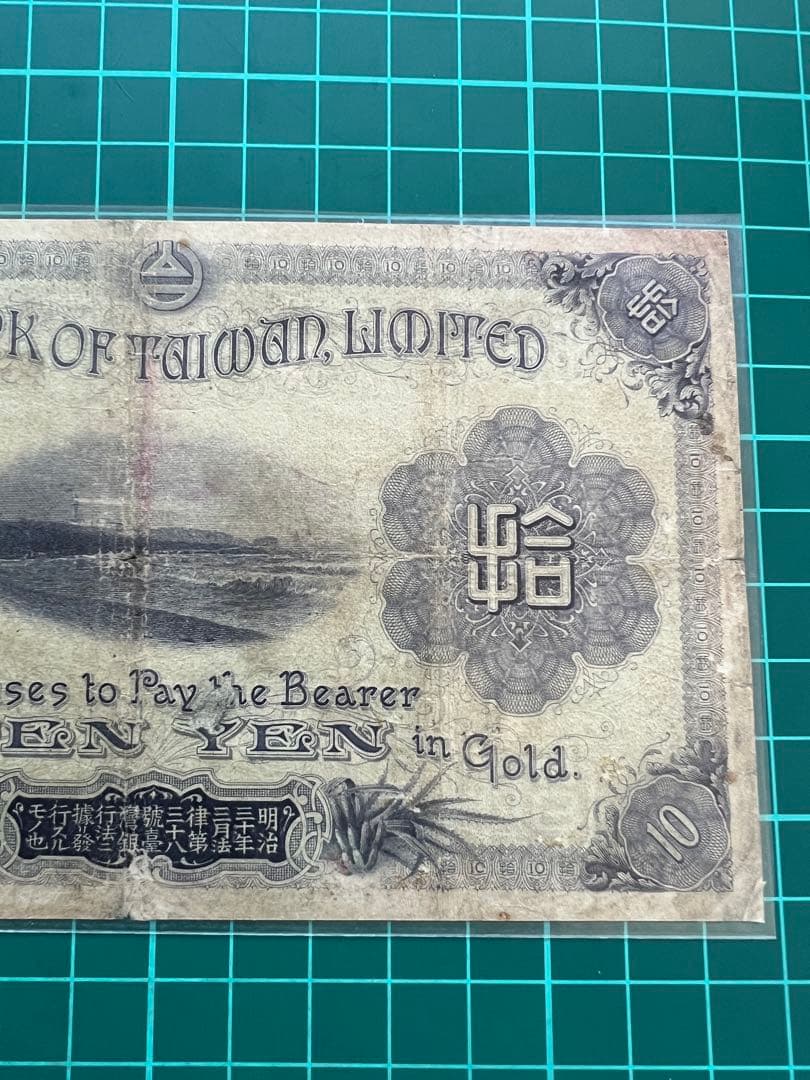 K OF TAIWAN, LIMITED
拾
拾
ses to Pay the Bearer
EN YEN in Gold.
明治三十年三月法律第三十八號臺灣銀行法ニ據リ發行スルモノ也
10